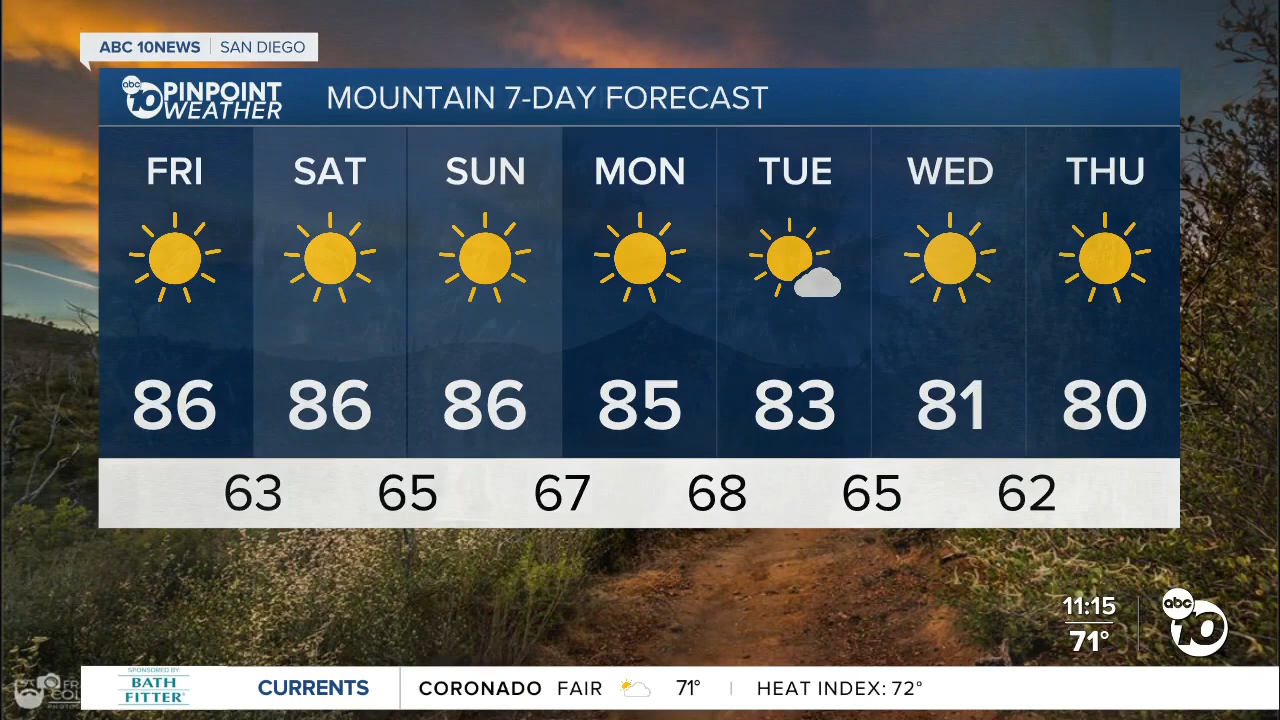 ABC 10NEWS SAN DIEGO
abc 10 PINPOINT WEATHER
MOUNTAIN 7-DAY FORECAST
FRI SAT SUN MON TUE WED THU
86 86 86 85 83 81 80
63 65 67 68 65 62
11:15
71°
abc 10
SPONSORED BY:
BATH
FITTER
CURRENTS CORONADO FAIR 71° HEAT INDEX: 72°